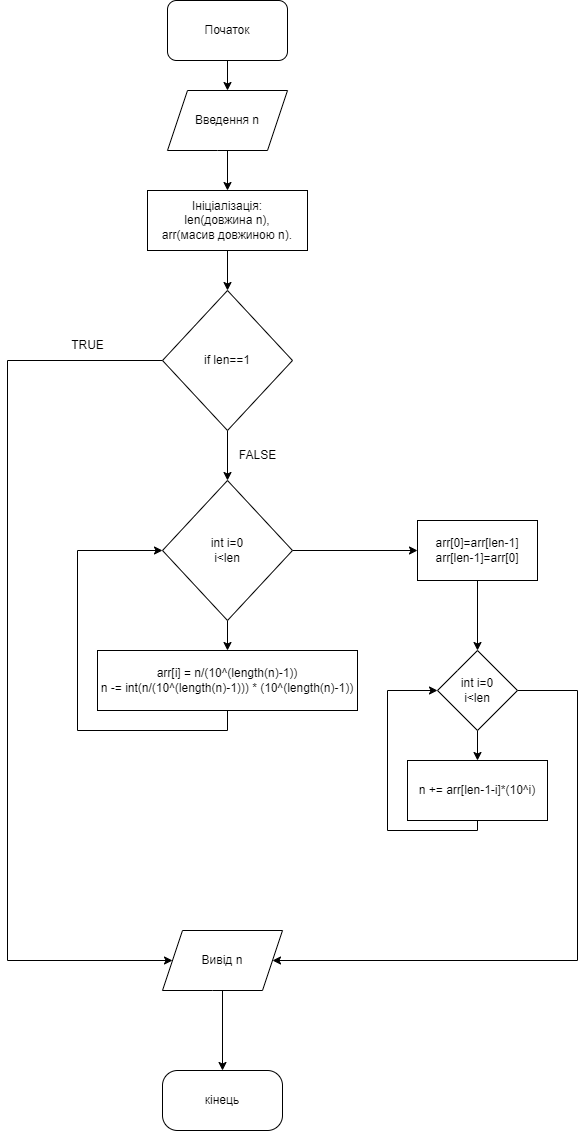 Початок
Введення n
Ініціалізація:
len(довжина n),
arr(масив довжиною n).
if len==1
TRUE
FALSE
int i=0
i<len
arr[i] = n/(10^(length(n)-1))
n -= int(n/(10^(length(n)-1))) * (10^(length(n)-1))
arr[0]=arr[len-1]
arr[len-1]=arr[0]
int i=0
i<len
n += arr[len-1-i]*(10^i)
Вивід n
кінець